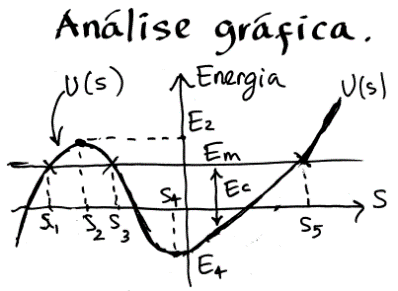 Análise gráfica.
U(s)
Energia
U(s)
E2
Em
S4
Ec
S
S1
S2
S3
S5
E4